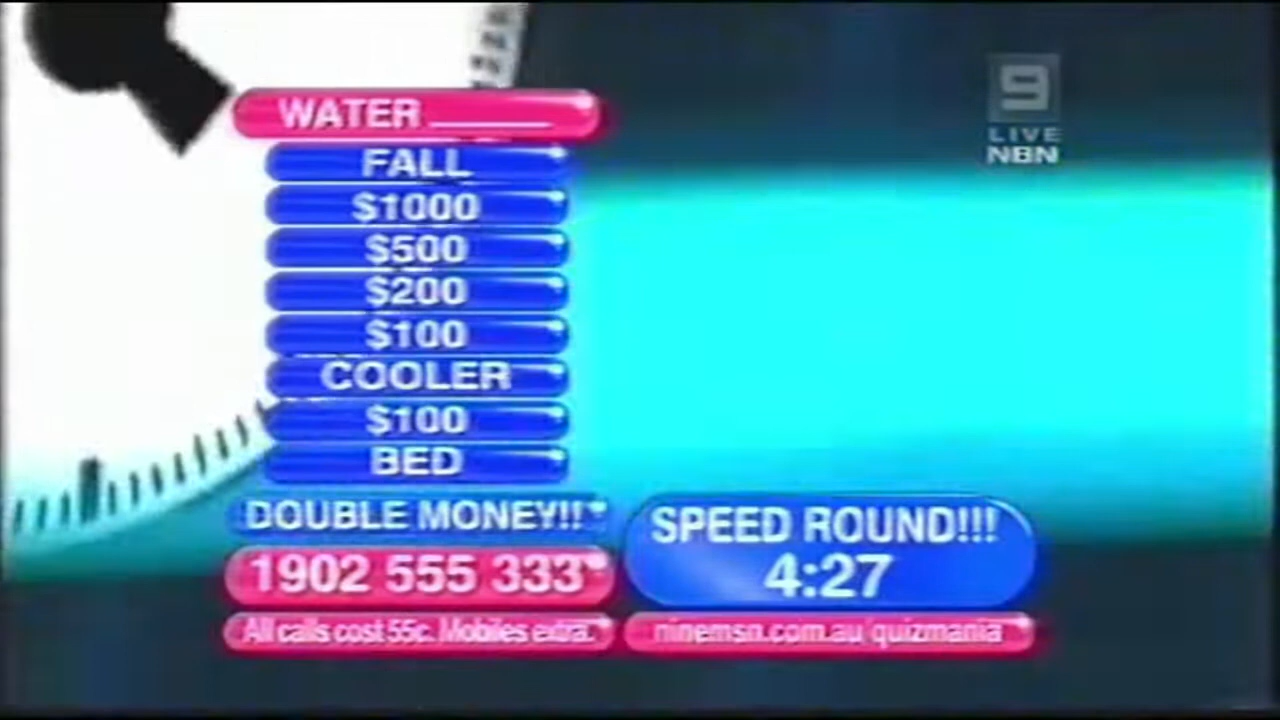 9
LIVE
NBN
WATER ______
FALL
$1000
$500
$200
$100
COOLER
$100
BED
DOUBLE MONEY!!*
1902 555 333*
All calls cost 55c. Mobiles extra.
SPEED ROUND!!!
4:27
ninemsn.com.au/quizmania